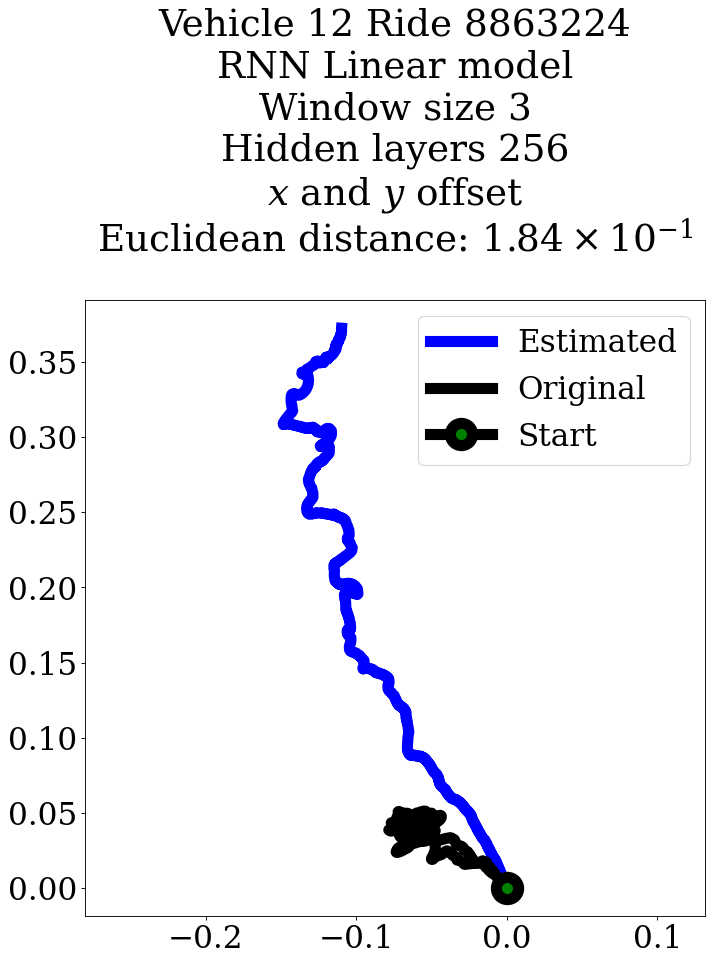 Vehicle 12 Ride 8863224
RNN Linear model
Window size 3
Hidden layers 256
x and y offset
Euclidean distance: 1.84 × 10⁻¹
Estimated
Original
Start
0.35
0.30
0.25
0.20
0.15
0.10
0.05
0.00
−0.2 −0.1 0.0 0.1